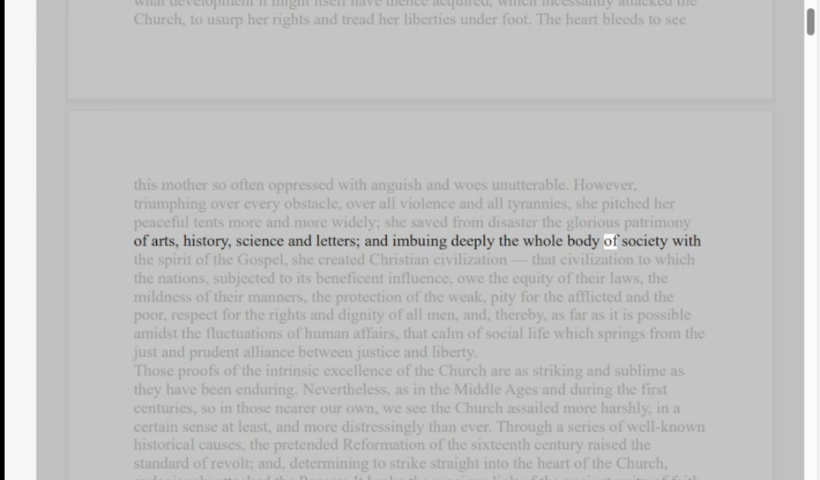 what development it might itself have thence acquired, which incessantly attacked the
Church, to usurp her rights and tread her liberties under foot. The heart bleeds to see
this mother so often oppressed with anguish and woes unutterable. However,
triumphing over every obstacle, over all violence and all tyrannies, she pitched her
peaceful tents more and more widely; she saved from disaster the glorious patrimony
of arts, history, science and letters; and imbuing deeply the whole body of society with
the spirit of the Gospel, she created Christian civilization — that civilization to which
the nations, subjected to its beneficent influence, owe the equity of their laws, the
mildness of their manners, the protection of the weak, pity for the afflicted and the
poor, respect for the rights and dignity of all men, and, thereby, as far as it is possible
amidst the fluctuations of human affairs, that calm of social life which springs from the
just and prudent alliance between justice and liberty.
Those proofs of the intrinsic excellence of the Church are as striking and sublime as
they have been enduring. Nevertheless, as in the Middle Ages and during the first
centuries, so in those nearer our own, we see the Church assailed more harshly, in a
certain sense at least, and more distressingly than ever. Through a series of well-known
historical causes, the pretended Reformation of the sixteenth century raised the
standard of revolt; and, determining to strike straight into the heart of the Church,